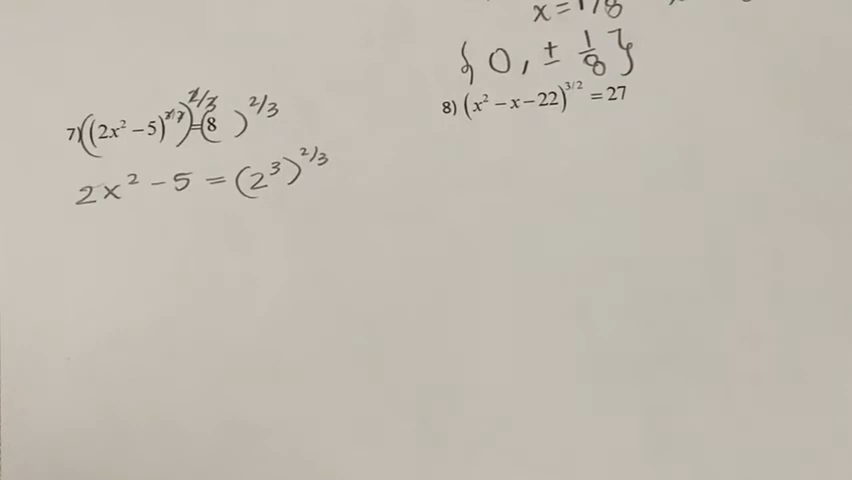 x = 1/8
{ 0, ± 1/8 }
7) ((2x² − 5)^(3/2))^(2/3) = (8 )^(2/3)
2x² − 5 = (2³)^(2/3)
8) (x² − x − 22)^(3/2) = 27